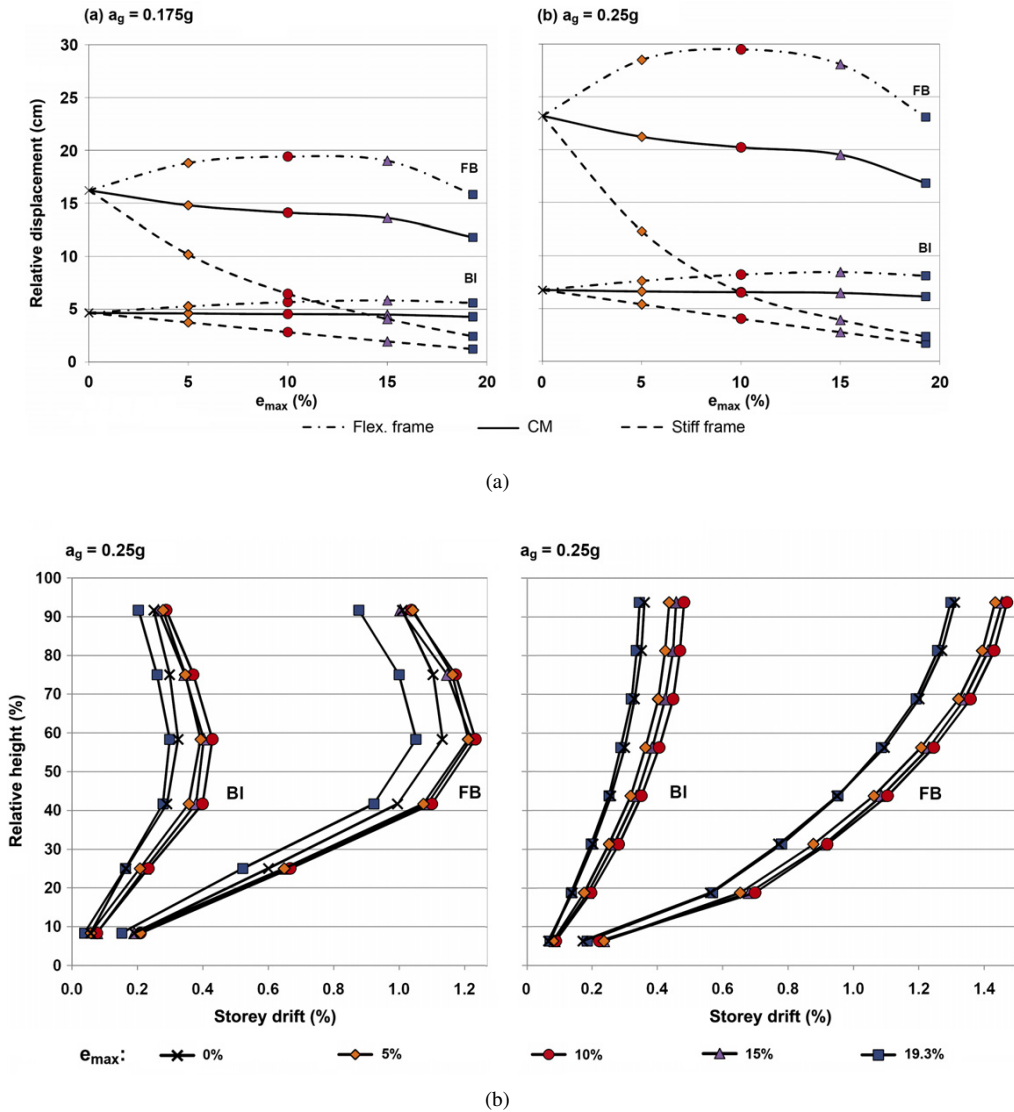 (a) ag = 0.175g
(b) ag = 0.25g
Relative displacement (cm)
30
25
20
15
10
5
0
FB
BI
FB
BI
0 5 10 15 20
0 5 10 15 20
emax (%)
emax (%)
Flex. frame CM Stiff frame
(a)
ag = 0.25g
ag = 0.25g
Relative height (%)
100
90
80
70
60
50
40
30
20
10
0
BI
FB
BI
FB
0.0 0.2 0.4 0.6 0.8 1.0 1.2
0.0 0.2 0.4 0.6 0.8 1.0 1.2 1.4
Storey drift (%)
Storey drift (%)
emax: 0% 5% 10% 15% 19.3%
(b)